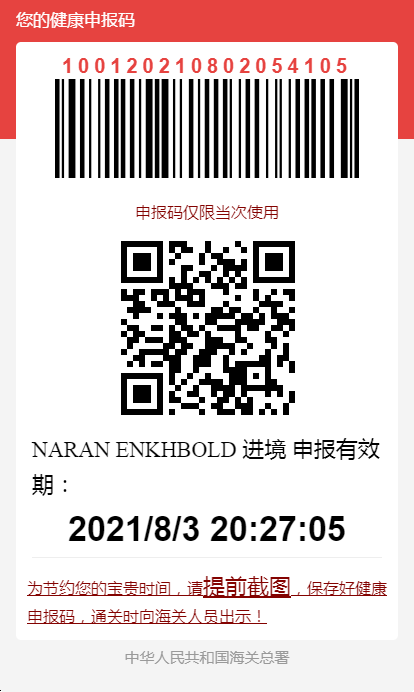 您的健康申报码
100120210802054105
申报码仅限当次使用
NARAN ENKHBOLD 进境 申报有效
期：
2021/8/3 20:27:05
为节约您的宝贵时间，请提前截图，保存好健康
申报码，通关时向海关人员出示！
中华人民共和国海关总署